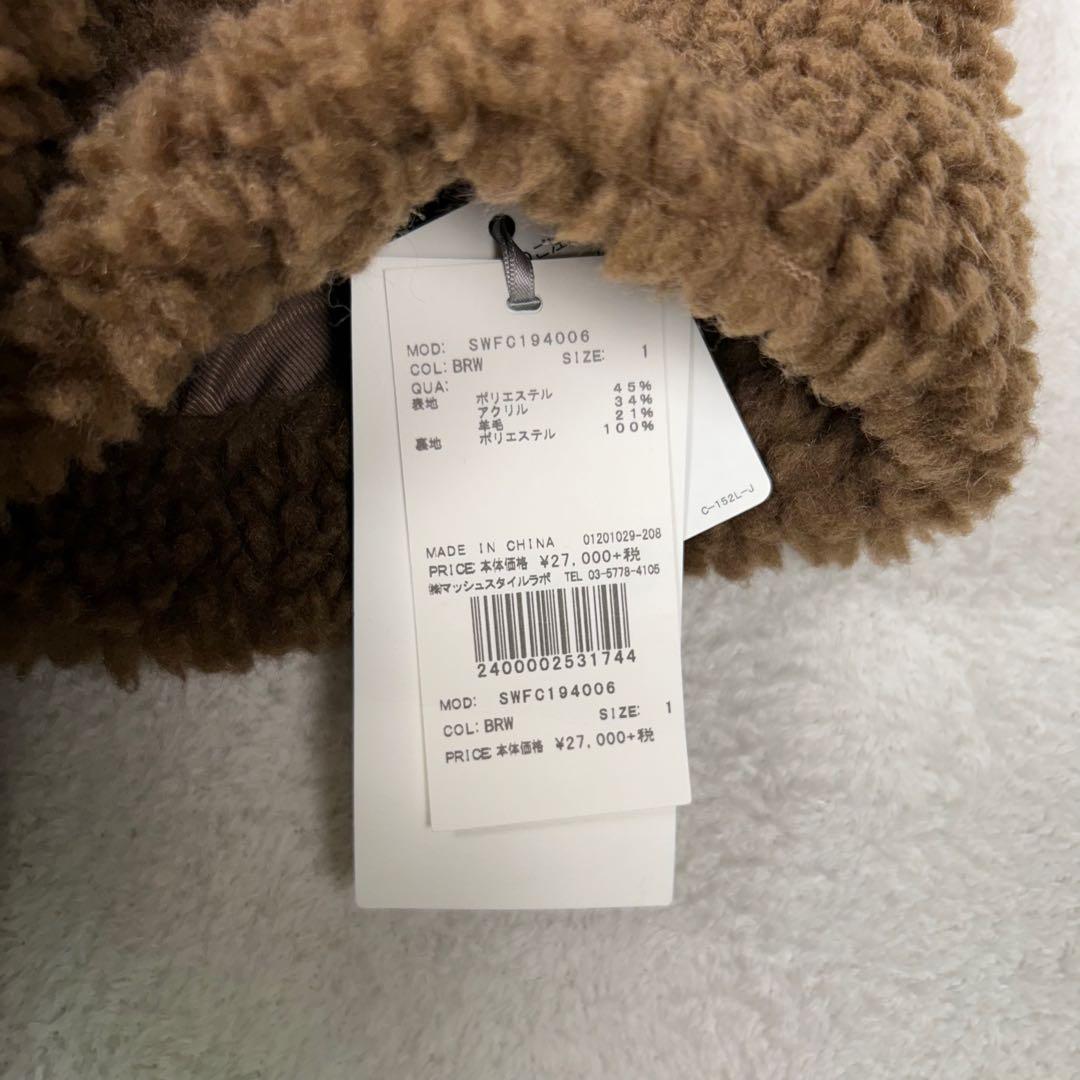 MOD: SWFC194006
COL: BRW SIZE: 1
QUA:
表地 ポリエステル 45%
アクリル 34%
羊毛 21%
裏地 ポリエステル 100%
C-152L-J
MADE IN CHINA 01201029-208
PRICE 本体価格 ¥27,000+税
㈱マッシュスタイルラボ TEL 03-5778-4105
2400002531744
MOD: SWFC194006
COL: BRW SIZE: 1
PRICE 本体価格 ¥27,000+税